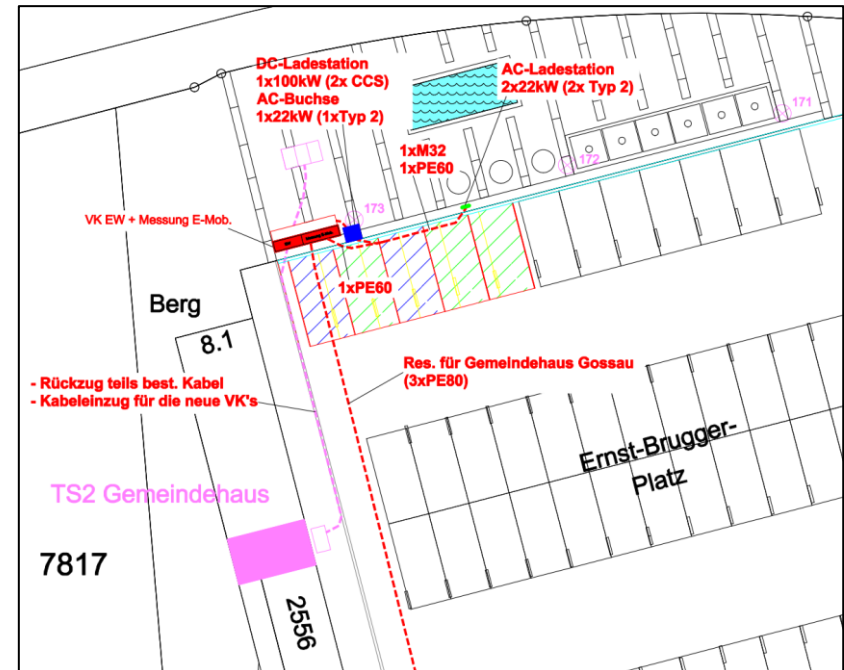 DC-Ladestation
1x100kW (2x CCS)
AC-Buchse
1x22kW (1xTyp 2)
AC-Ladestation
2x22kW (2x Typ 2)
171
1xM32
1xPE60
172
173
VK EW + Messung E-Mob.
1xPE60
Berg
8.1
Res. für Gemeindehaus Gossau
(3xPE80)
- Rückzug teils best. Kabel
- Kabeleinzug für die neue VK's
Ernst-Brugger-
Platz
TS2 Gemeindehaus
7817
2556